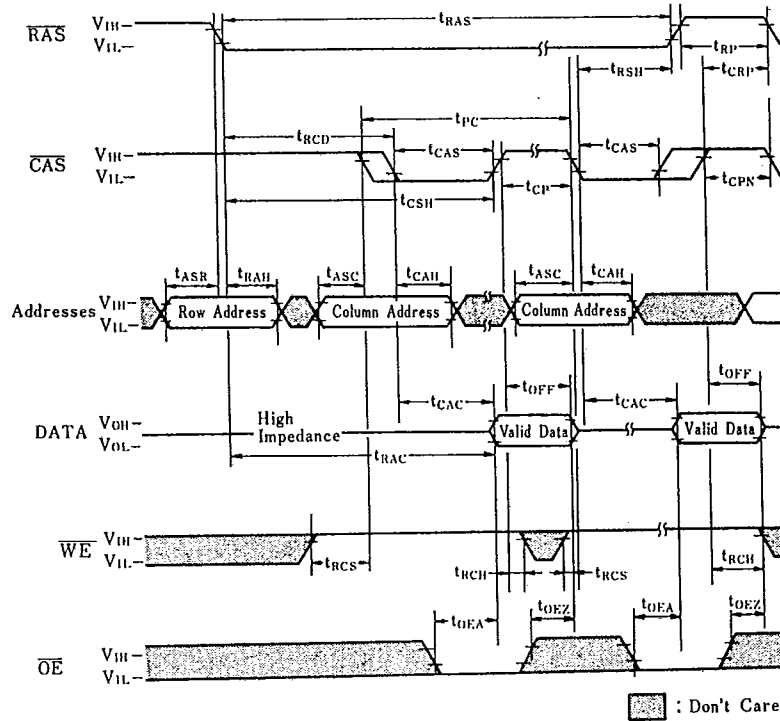 RAS
VIH–
VIL–
tRAS
tRP
tRSH
tCRP
tPC
tRCD
CAS
VIH–
VIL–
tCAS
tCAS
tCP
tCPN
tCSH
tASR
tRAH
tASC
tCAH
tASC
tCAH
Addresses
VIH–
VIL–
Row Address
Column Address
Column Address
tOFF
tOFF
tCAC
tCAC
DATA
VOH–
VOL–
High
Impedance
Valid Data
Valid Data
tRAC
WE
VIH–
VIL–
tRCS
tRCH
tRCS
tRCH
tOEA
tOEZ
tOEA
tOEZ
OE
VIH–
VIL–
: Don't Care